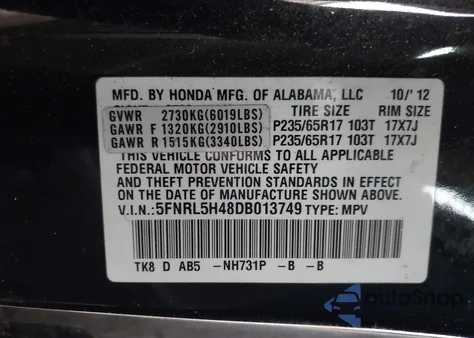 MFD. BY HONDA MFG. OF ALABAMA, LLC 10/'12
GVWR 2730KG(6019LBS) TIRE SIZE RIM SIZE
GAWR F 1320KG(2910LBS) P235/65R17 103T 17X7J
GAWR R 1515KG(3340LBS) P235/65R17 103T 17X7J
THIS VEHICLE CONFORMS TO ALL APPLICABLE
FEDERAL MOTOR VEHICLE SAFETY
AND THEFT PREVENTION STANDARDS IN EFFECT
ON THE DATE OF MANUFACTURE SHOWN ABOVE.
V.I.N.: 5FNRL5H48DB013749 TYPE: MPV
TK8 D AB5 -NH731P -B -B
autoSnap